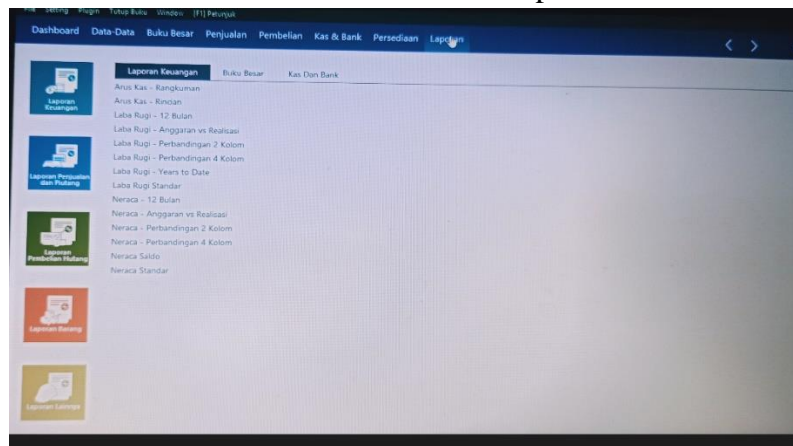 File Setting Plugin Tutup Buku Window [F1] Petunjuk
Dashboard Data-Data Buku Besar Penjualan Pembelian Kas & Bank Persediaan Laporan
Laporan Keuangan Buku Besar Kas Dan Bank
Arus Kas - Rangkuman
Arus Kas - Rincian
Laba Rugi - 12 Bulan
Laba Rugi - Anggaran vs Realisasi
Laba Rugi - Perbandingan 2 Kolom
Laba Rugi - Perbandingan 4 Kolom
Laba Rugi - Years to Date
Laba Rugi Standar
Neraca - 12 Bulan
Neraca - Anggaran vs Realisasi
Neraca - Perbandingan 2 Kolom
Neraca - Perbandingan 4 Kolom
Neraca Saldo
Neraca Standar
Laporan
Keuangan
Laporan Penjualan
dan Piutang
Laporan
Pembelian Hutang
Laporan Barang
Laporan Lainnya